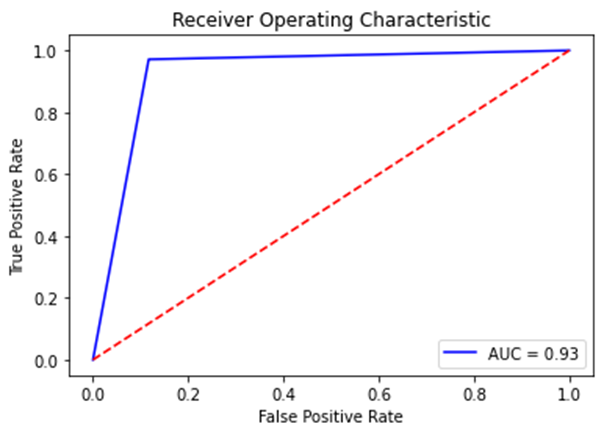 Receiver Operating Characteristic
True Positive Rate
1.0
0.8
0.6
0.4
0.2
0.0
AUC = 0.93
0.0 0.2 0.4 0.6 0.8 1.0
False Positive Rate